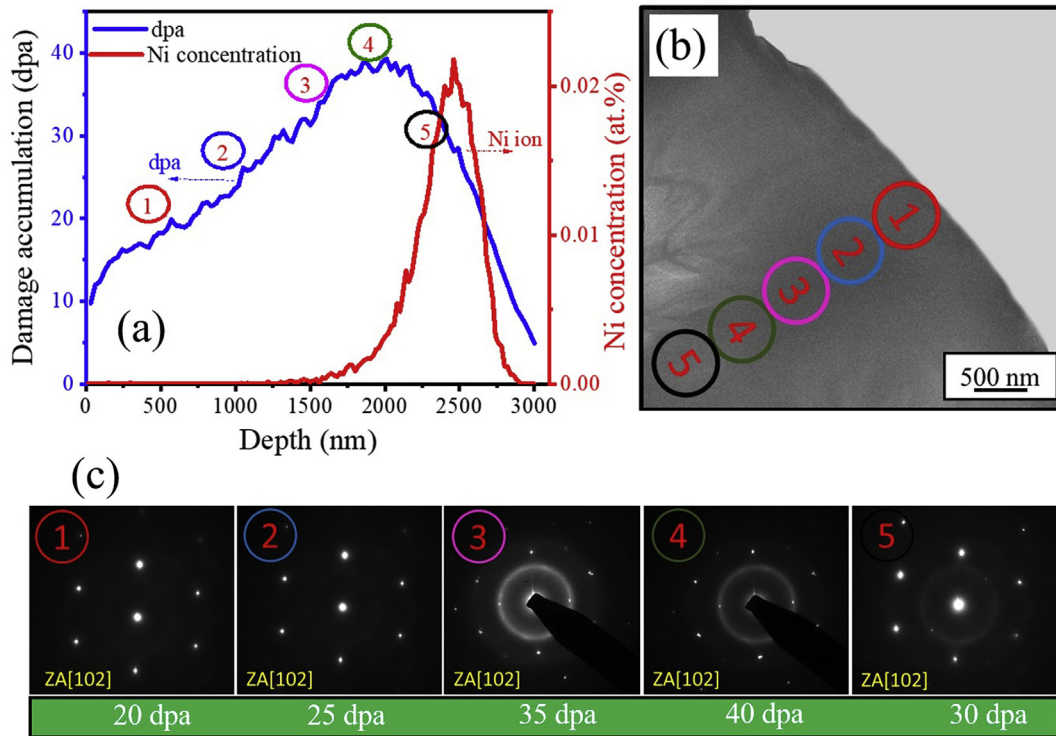 (a)
dpa
Ni concentration
Damage accumulation (dpa)
40
30
20
10
0
1
2
3
4
5
dpa
Ni ion
0
500
1000
1500
2000
2500
3000
Depth (nm)
0.02
0.01
0.00
Ni concentration (at.%)
(b)
1
2
3
4
5
500 nm
(c)
1
2
3
4
5
ZA[102]
ZA[102]
ZA[102]
ZA[102]
ZA[102]
20 dpa
25 dpa
35 dpa
40 dpa
30 dpa